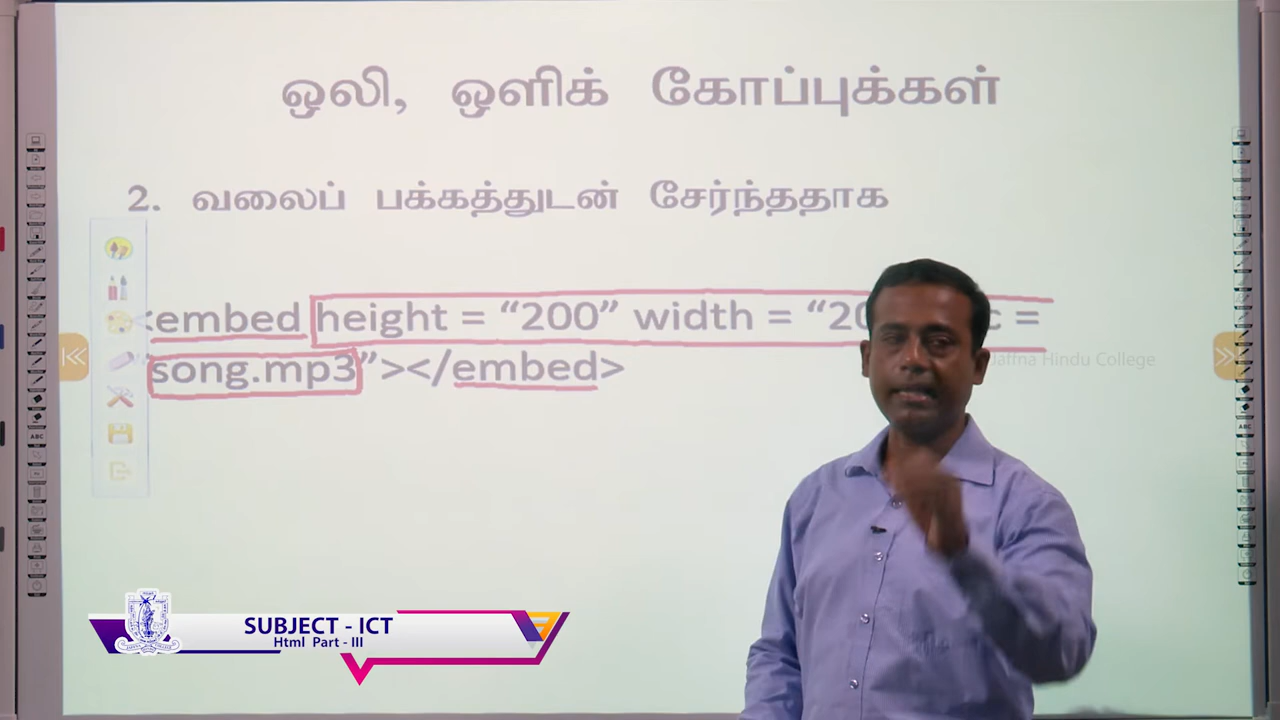 ஒலி, ஒளிக் கோப்புக்கள்
2. வலைப் பக்கத்துடன் சேர்ந்ததாக
<embed height = “200” width = “20 c =
“song.mp3”></embed>
Jaffna Hindu College
SUBJECT - ICT
Html Part - III